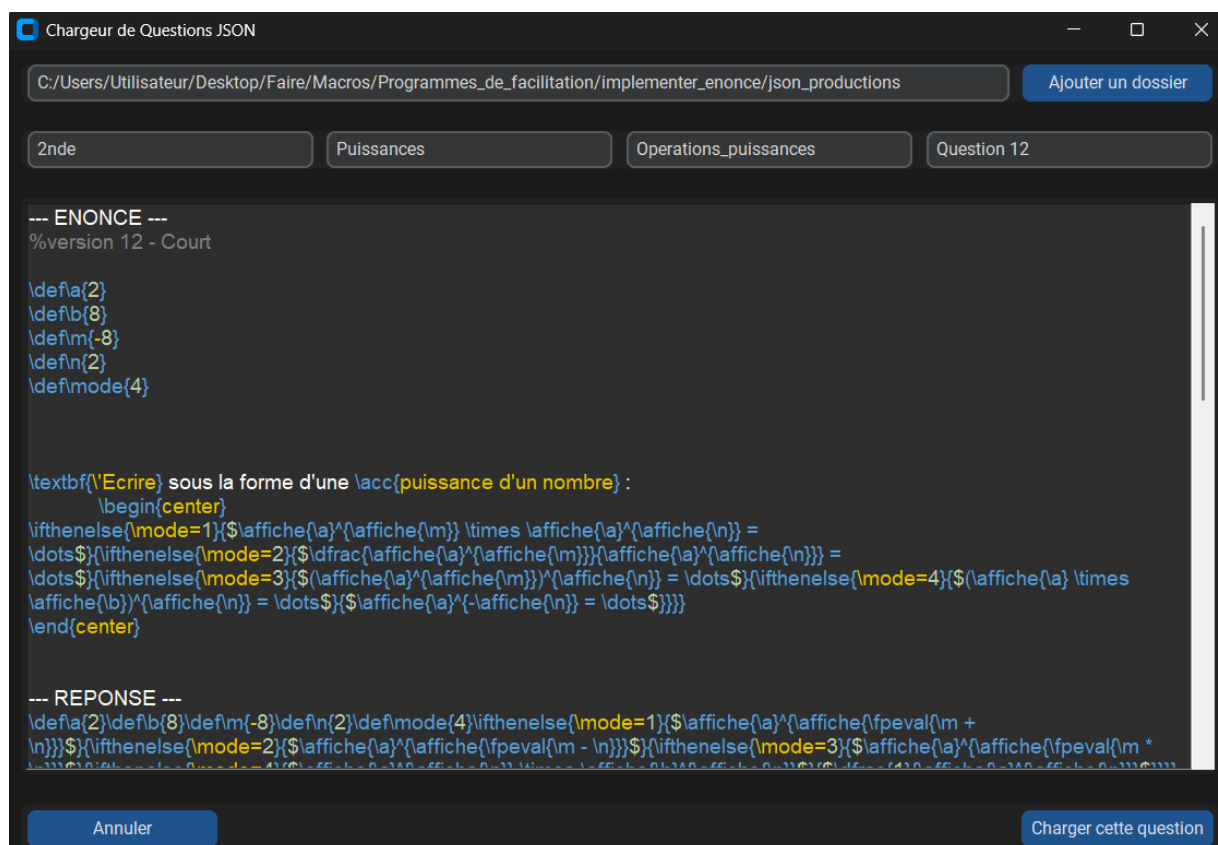 Chargeur de Questions JSON
C:/Users/Utilisateur/Desktop/Faire/Macros/Programmes_de_facilitation/implementer_enonce/json_productions
Ajouter un dossier
2nde
Puissances
Operations_puissances
Question 12
--- ENONCE ---
%version 12 - Court
\def\a{2}
\def\b{8}
\def\m{-8}
\def\n{2}
\def\mode{4}
\textbf{\'Ecrire} sous la forme d'une \acc{puissance d'un nombre} :
\begin{center}
\ifthenelse{\mode=1}{$\affiche{\a}^{\affiche{\m}} \times \affiche{\a}^{\affiche{\n}} =
\dots$}{\ifthenelse{\mode=2}{$\dfrac{\affiche{\a}^{\affiche{\m}}}{\affiche{\a}^{\affiche{\n}}} =
\dots$}{\ifthenelse{\mode=3}{$(\affiche{\a}^{\affiche{\m}})^{\affiche{\n}} = \dots$}{\ifthenelse{\mode=4}{$(\affiche{\a} \times
\affiche{\b})^{\affiche{\n}} = \dots$}{$\affiche{\a}^{-\affiche{\n}} = \dots$}}}}
\end{center}
--- REPONSE ---
\def\a{2}\def\b{8}\def\m{-8}\def\n{2}\def\mode{4}\ifthenelse{\mode=1}{$\affiche{\a}^{\affiche{\fpeval{\m +
\n}}}$}{\ifthenelse{\mode=2}{$\affiche{\a}^{\affiche{\fpeval{\m - \n}}}$}{\ifthenelse{\mode=3}{$\affiche{\a}^{\affiche{\fpeval{\m *
Annuler
Charger cette question